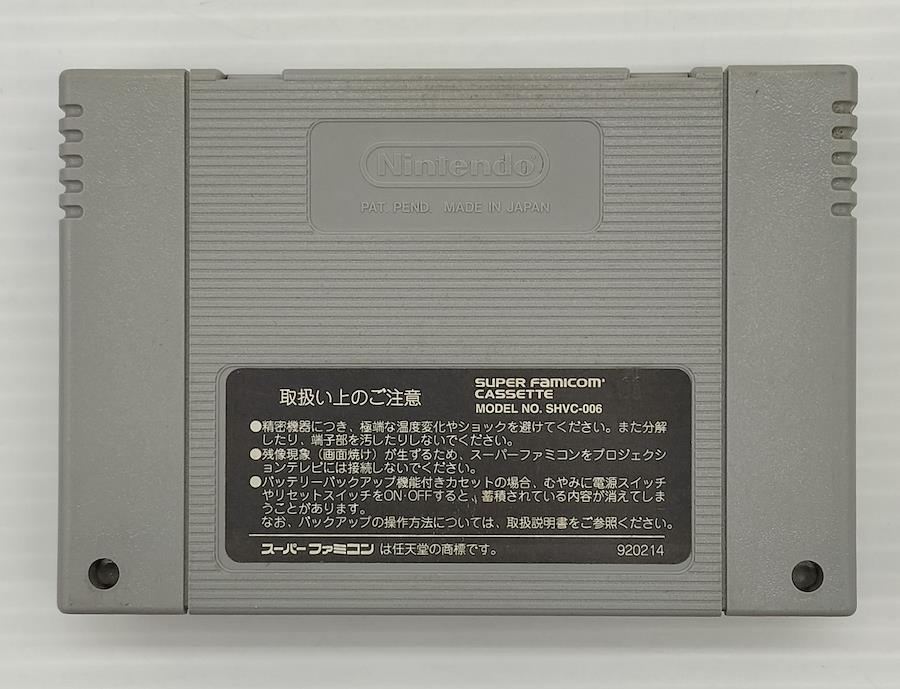 Nintendo®
PAT. PEND. MADE IN JAPAN
取扱い上のご注意
SUPER FAMICOM®
CASSETTE
MODEL NO. SHVC-006
●精密機器につき、極端な温度変化やショックを避けてください。また分解
したり、端子部を汚したりしないでください。
●残像現象（画面焼け）が生ずるため、スーパーファミコンをプロジェクシ
ョンテレビには接続しないでください。
●バッテリーバックアップ機能付きカセットの場合、むやみに電源スイッチ
やリセットスイッチをON·OFFすると、蓄積されている内容が消えてしま
うことがあります。
なお、バックアップの操作方法については、取扱説明書をご参照ください。
スーパーファミコン は任天堂の商標です。
920214